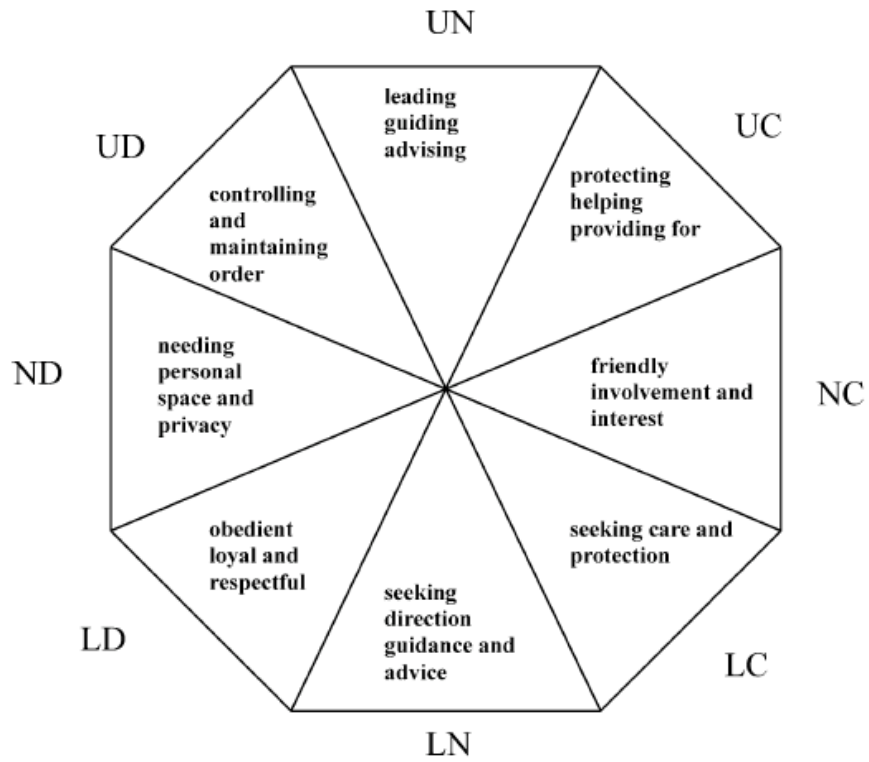 UN
leading
guiding
advising
UC
protecting
helping
providing for
UD
controlling
and
maintaining
order
ND
needing
personal
space and
privacy
friendly
involvement and
interest
NC
obedient
loyal and
respectful
LD
seeking
direction
guidance and
advice
LN
seeking care and
protection
LC